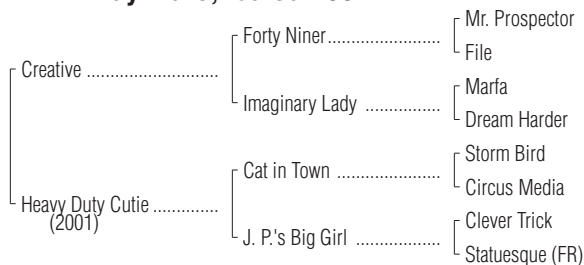 Mr. Prospector
Forty Niner
File
Creative
Marfa
Imaginary Lady
Dream Harder
Storm Bird
Cat in Town
Circus Media
Heavy Duty Cutie
(2001)
Clever Trick
J. P.'s Big Girl
Statuesque (FR)